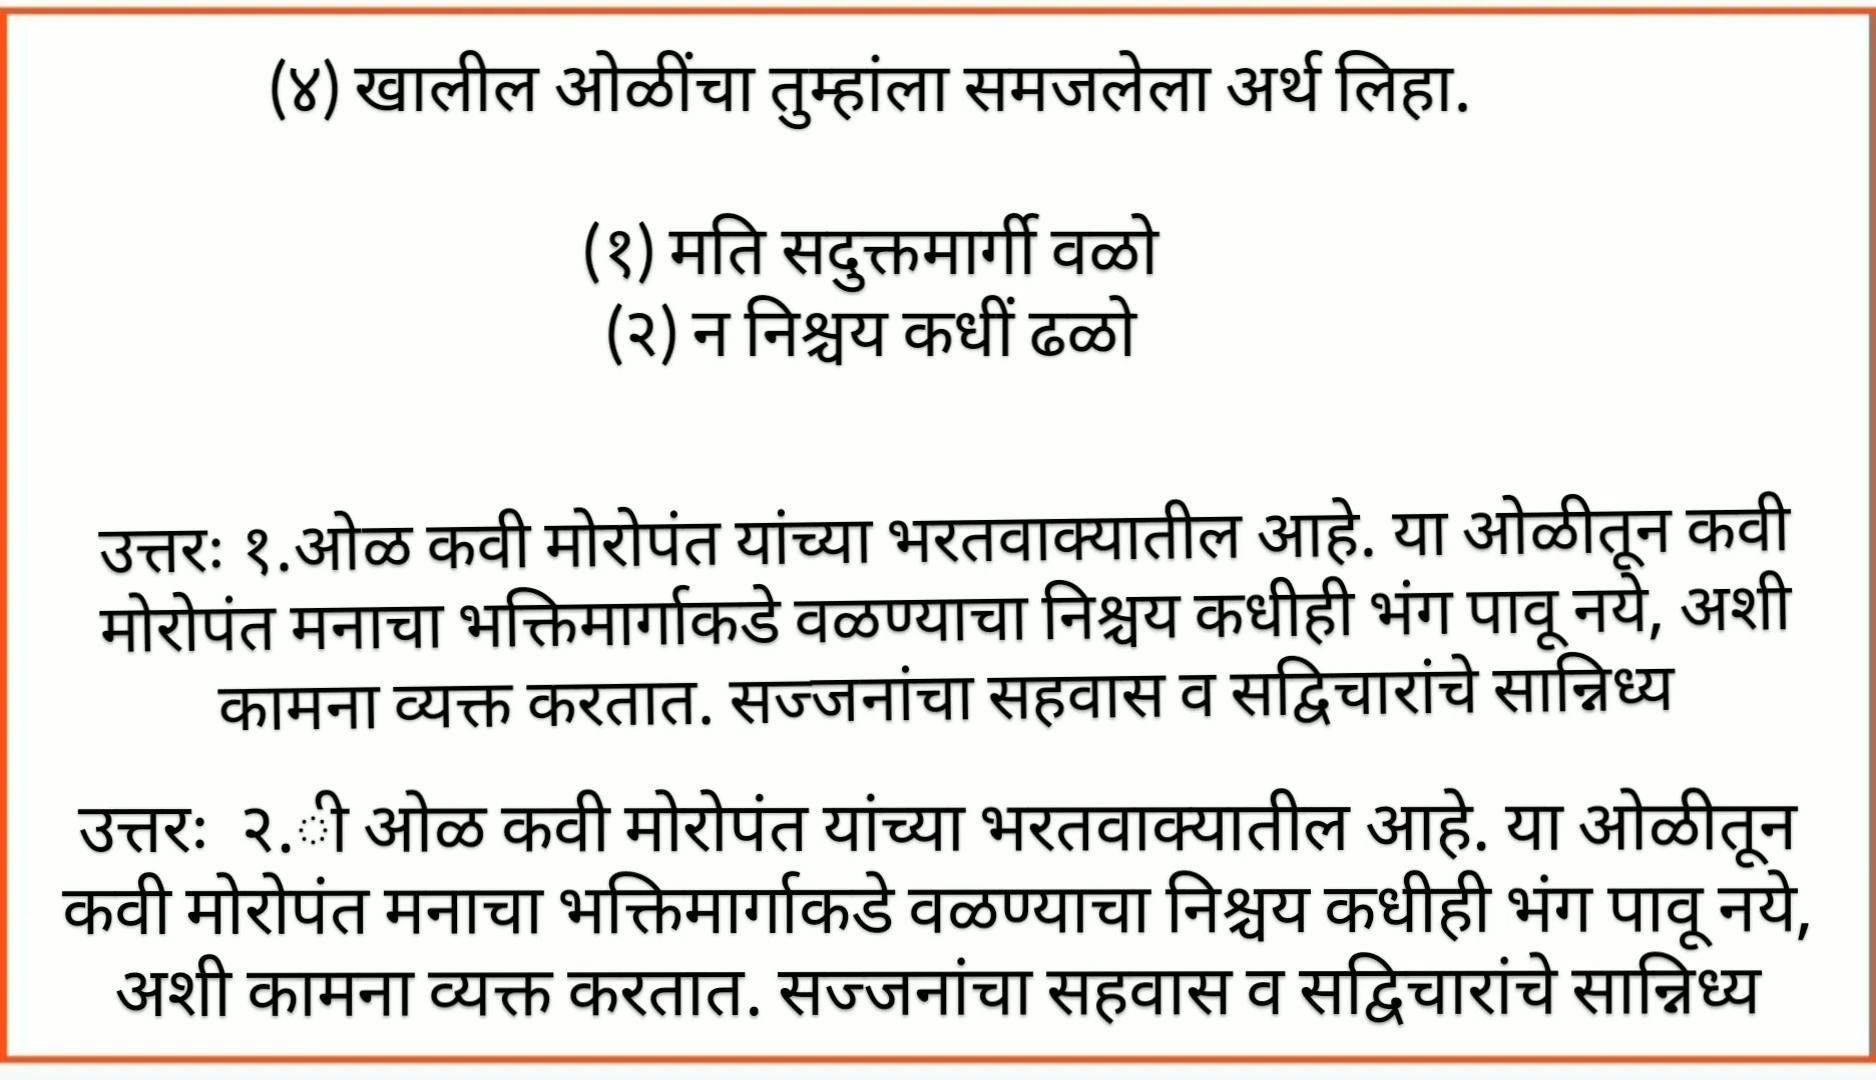 (४) खालील ओळींचा तुम्हांला समजलेला अर्थ लिहा.
(१) मति सदुक्तमार्गी वळो
(२) न निश्चय कधीं ढळो
उत्तरः १.ओळ कवी मोरोपंत यांच्या भरतवाक्यातील आहे. या ओळीतून कवी
मोरोपंत मनाचा भक्तिमार्गाकडे वळण्याचा निश्चय कधीही भंग पावू नये, अशी
कामना व्यक्त करतात. सज्जनांचा सहवास व सद्विचारांचे सान्निध्य
उत्तरः २.ी ओळ कवी मोरोपंत यांच्या भरतवाक्यातील आहे. या ओळीतून
कवी मोरोपंत मनाचा भक्तिमार्गाकडे वळण्याचा निश्चय कधीही भंग पावू नये,
अशी कामना व्यक्त करतात. सज्जनांचा सहवास व सद्विचारांचे सान्निध्य